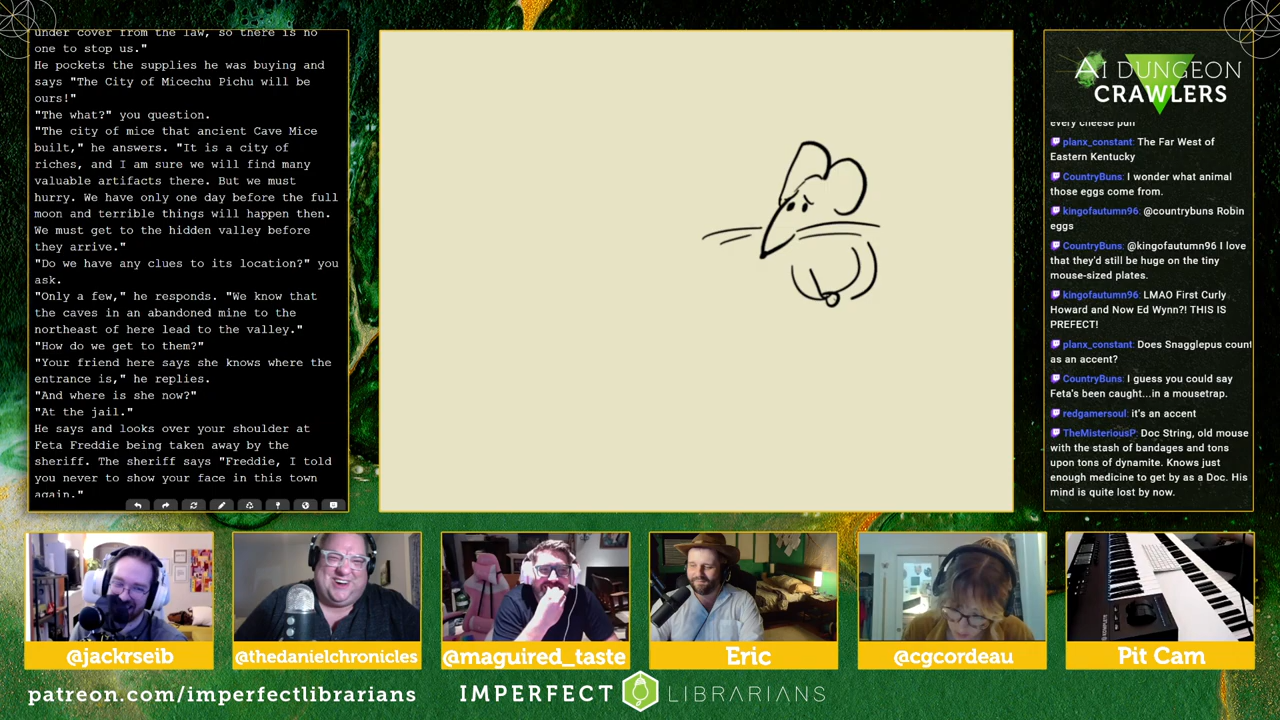 under cover from the law, so there is no
one to stop us."
He pockets the supplies he was buying and
says "The City of Micechu Pichu will be
ours!"
"The what?" you question.
"The city of mice that ancient Cave Mice
built," he answers. "It is a city of
riches, and I am sure we will find many
valuable artifacts there. But we must
hurry. We have only one day before the full
moon and terrible things will happen then.
We must get to the hidden valley before
they arrive."
"Do we have any clues to its location?" you
ask.
"Only a few," he responds. "We know that
the caves in an abandoned mine to the
northeast of here lead to the valley."
"How do we get to them?"
"Your friend here says she knows where the
entrance is," he replies.
"And where is she now?"
"At the jail."
He says and looks over your shoulder at
Feta Freddie being taken away by the
sheriff. The sheriff says "Freddie, I told
you never to show your face in this town
again."
AI DUNGEON
CRAWLERS
every cheese pun
planx_constant: The Far West of
Eastern Kentucky
CountryBuns: I wonder what animal
those eggs come from.
kingofautumn96: @countrybuns Robin
eggs
CountryBuns: @kingofautumn96 I love
that they'd still be huge on the tiny
mouse-sized plates.
kingofautumn96: LMAO First Curly
Howard and Now Ed Wynn?! THIS IS
PREFECT!
planx_constant: Does Snagglepus count
as an accent?
CountryBuns: I guess you could say
Feta's been caught...in a mousetrap.
redgamersoul: it's an accent
TheMisteriousP: Doc String, old mouse
with the stash of bandages and tons
upon tons of dynamite. Knows just
enough medicine to get by as a Doc. His
mind is quite lost by now.
@jackrseib
@thedanielchronicles
@maguired_taste
Eric
@cgcordeau
Pit Cam
patreon.com/imperfectlibrarians
IMPERFECT LIBRARIANS